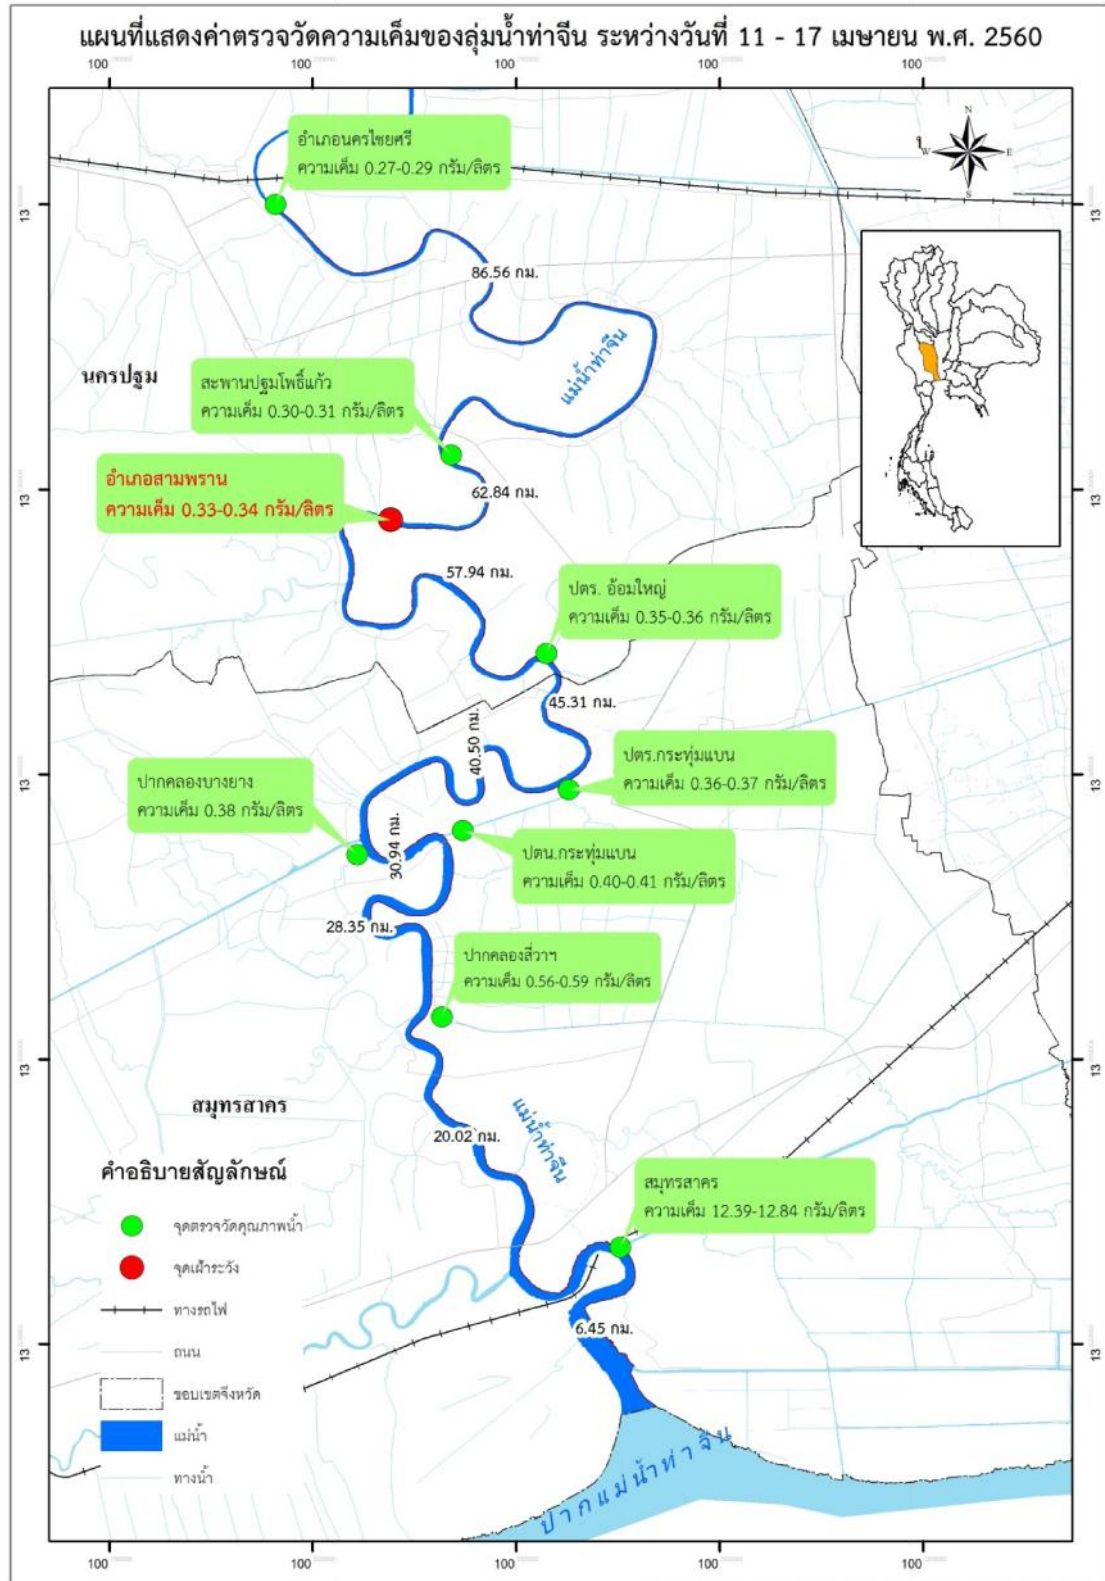 แผนที่แสดงค่าตรวจวัดความเค็มของลุ่มน้ำท่าจีน ระหว่างวันที่ 11 - 17 เมษายน พ.ศ. 2560
100 100 100 100 100
N
W E
S
อำเภอนครไชยศรี
ความเค็ม 0.27-0.29 กรัม/ลิตร
13 13
86.56 กม.
แม่น้ำท่าจีน
นครปฐม
สะพานปฐมโพธิ์แก้ว
ความเค็ม 0.30-0.31 กรัม/ลิตร
62.84 กม.
อำเภอสามพราน
ความเค็ม 0.33-0.34 กรัม/ลิตร
13 13
57.94 กม.
ปตร. อ้อมใหญ่
ความเค็ม 0.35-0.36 กรัม/ลิตร
45.31 กม.
40.50 กม.
ปตร.กระทุ่มแบน
ความเค็ม 0.36-0.37 กรัม/ลิตร
13 13
ปากคลองบางยาง
ความเค็ม 0.38 กรัม/ลิตร
30.94 กม.
ปตน.กระทุ่มแบน
ความเค็ม 0.40-0.41 กรัม/ลิตร
28.35 กม.
ปากคลองสี่วาฯ
ความเค็ม 0.56-0.59 กรัม/ลิตร
13 13
สมุทรสาคร
แม่น้ำท่าจีน
20.02 กม.
สมุทรสาคร
ความเค็ม 12.39-12.84 กรัม/ลิตร
6.45 กม.
13 13
ปากแม่น้ำท่าจีน
คำอธิบายสัญลักษณ์
จุดตรวจวัดคุณภาพน้ำ
จุดเฝ้าระวัง
ทางรถไฟ
ถนน
ขอบเขตจังหวัด
แม่น้ำ
ทางน้ำ
100 100 100 100 100